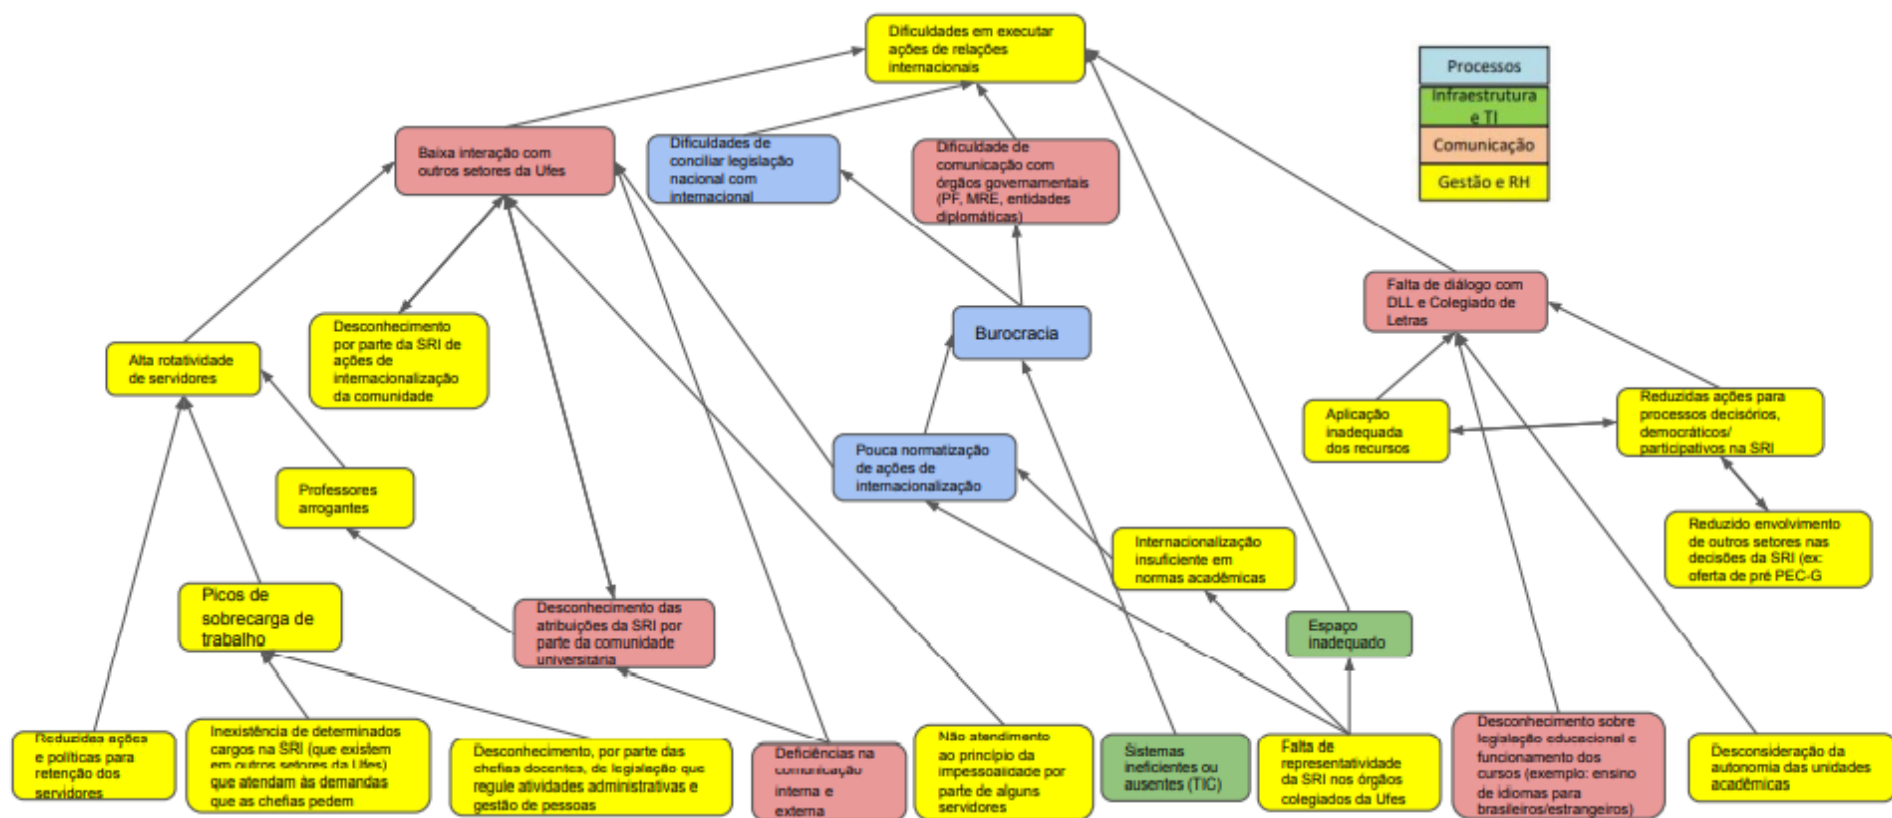 Dificuldades em executar
ações de relações
internacionais
Processos
Infraestrutura
e TI
Comunicação
Gestão e RH
Baixa interação com
outros setores da Ufes
Dificuldades de
conciliar legislação
nacional com
internacional
Dificuldade de
comunicação com
órgãos governamentais
(PF, MRE, entidades
diplomáticas)
Falta de diálogo com
DLL e Colegiado de
Letras
Burocracia
Desconhecimento
por parte da SRI de
ações de
internacionalização
da comunidade
Alta rotatividade
de servidores
Aplicação
inadequada
dos recursos
Reduzidas ações para
processos decisórios,
democráticos/
participativos na SRI
Pouca normatização
de ações de
internacionalização
Professores
arrogantes
Internacionalização
insuficiente em
normas acadêmicas
Reduzido envolvimento
de outros setores nas
decisões da SRI (ex:
oferta de pré PEC-G
Picos de
sobrecarga de
trabalho
Desconhecimento das
atribuições da SRI por
parte da comunidade
universitária
Espaço
inadequado
Reduzidas ações
e políticas para
retenção dos
servidores
Inexistência de determinados
cargos na SRI (que existem
em outros setores da Ufes)
que atendam às demandas
que as chefias pedem
Desconhecimento, por parte das
chefias docentes, de legislação que
regule atividades administrativas e
gestão de pessoas
Deficiências na
comunicação
interna e
externa
Não atendimento
ao princípio da
impessoalidade por
parte de alguns
servidores
Sistemas
ineficientes ou
ausentes (TIC)
Falta de
representatividade
da SRI nos órgãos
colegiados da Ufes
Desconhecimento sobre
legislação educacional e
funcionamento dos
cursos (exemplo: ensino
de idiomas para
brasileiros/estrangeiros)
Desconsideração da
autonomia das unidades
acadêmicas